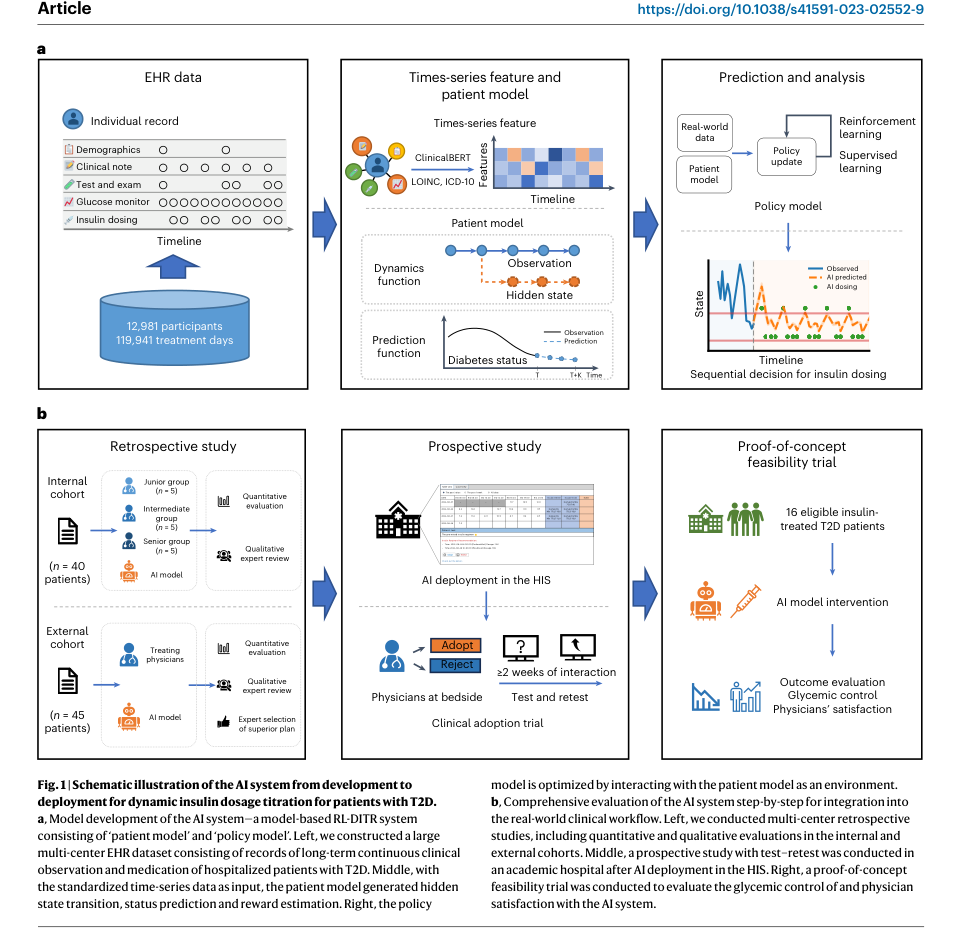 Article
https://doi.org/10.1038/s41591-023-02552-9
a
EHR data
Individual record
Demographics
Clinical note
Test and exam
Glucose monitor
Insulin dosing
Timeline
12,981 participants
119,941 treatment days
Times-series feature and
patient model
Times-series feature
ClinicalBERT
LOINC, ICD-10
Features
Timeline
Patient model
Dynamics
function
Observation
Hidden state
Prediction
function
Observation
Prediction
Diabetes status
T
T+K
Time
Prediction and analysis
Real-world
data
Patient
model
Policy
update
Reinforcement
learning
Supervised
learning
Policy model
State
Observed
AI predicted
AI dosing
Timeline
Sequential decision for insulin dosing
b
Retrospective study
Internal
cohort
(n = 40
patients)
Junior group
(n = 5)
Intermediate
group
(n = 5)
Senior group
(n = 5)
AI model
Quantitative
evaluation
Qualitative
expert review
External
cohort
(n = 45
patients)
Treating
physicians
AI model
Quantitative
evaluation
Qualitative
expert review
Expert selection
of superior plan
Prospective study
AI deployment in the HIS
Adopt
Reject
?
≥2 weeks of interaction
Physicians at bedside
Test and retest
Clinical adoption trial
Proof-of-concept
feasibility trial
16 eligible insulin-
treated T2D patients
AI model intervention
Outcome evaluation
Glycemic control
Physicians' satisfaction
Fig. 1 | Schematic illustration of the AI system from development to
deployment for dynamic insulin dosage titration for patients with T2D.
a, Model development of the AI system—a model-based RL-DITR system
consisting of 'patient model' and 'policy model'. Left, we constructed a large
multi-center EHR dataset consisting of records of long-term continuous clinical
observation and medication of hospitalized patients with T2D. Middle, with
the standardized time-series data as input, the patient model generated hidden
state transition, status prediction and reward estimation. Right, the policy
model is optimized by interacting with the patient model as an environment.
b, Comprehensive evaluation of the AI system step-by-step for integration into
the real-world clinical workflow. Left, we conducted multi-center retrospective
studies, including quantitative and qualitative evaluations in the internal and
external cohorts. Middle, a prospective study with test–retest was conducted in
an academic hospital after AI deployment in the HIS. Right, a proof-of-concept
feasibility trial was conducted to evaluate the glycemic control of and physician
satisfaction with the AI system.